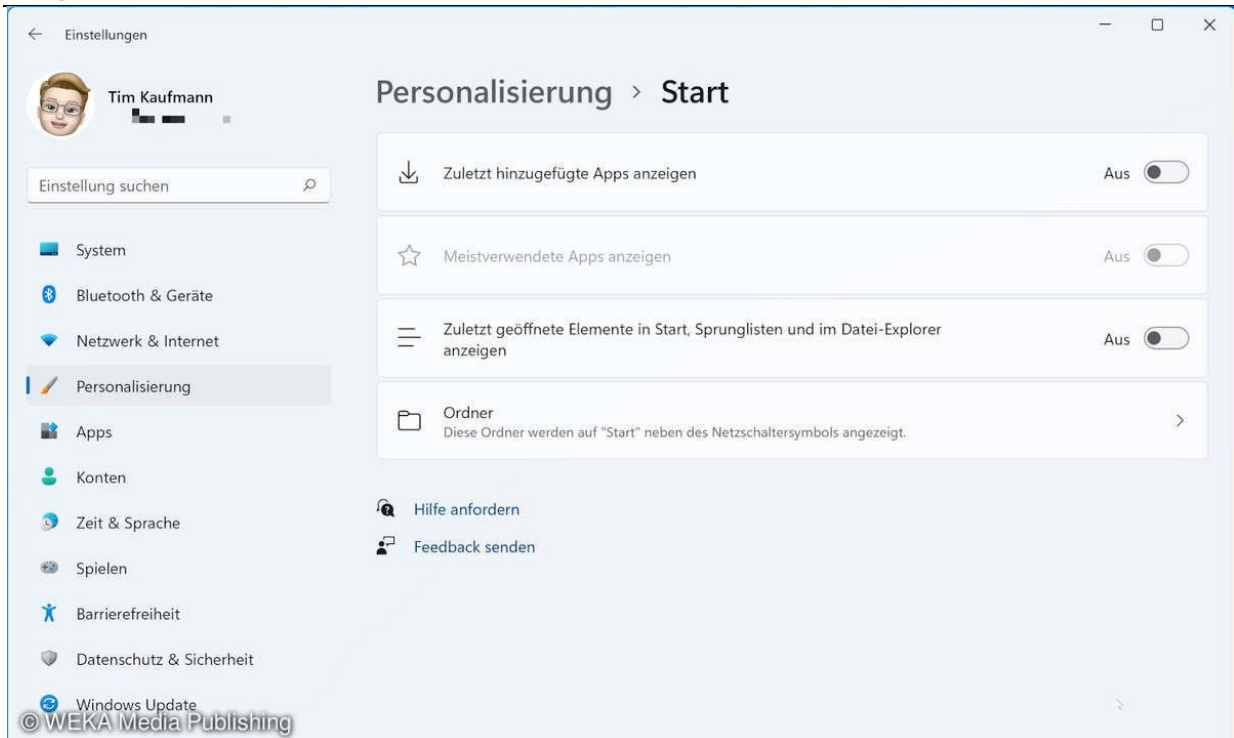 Einstellungen
Tim Kaufmann
Einstellung suchen
System
Bluetooth & Geräte
Netzwerk & Internet
Personalisierung
Apps
Konten
Zeit & Sprache
Spielen
Barrierefreiheit
Datenschutz & Sicherheit
Windows Update
Personalisierung > Start
Zuletzt hinzugefügte Apps anzeigen Aus
Meistverwendete Apps anzeigen Aus
Zuletzt geöffnete Elemente in Start, Sprunglisten und im Datei-Explorer
anzeigen Aus
Ordner
Diese Ordner werden auf "Start" neben des Netzschaltersymbols angezeigt.
Hilfe anfordern
Feedback senden
© WEKA Media Publishing